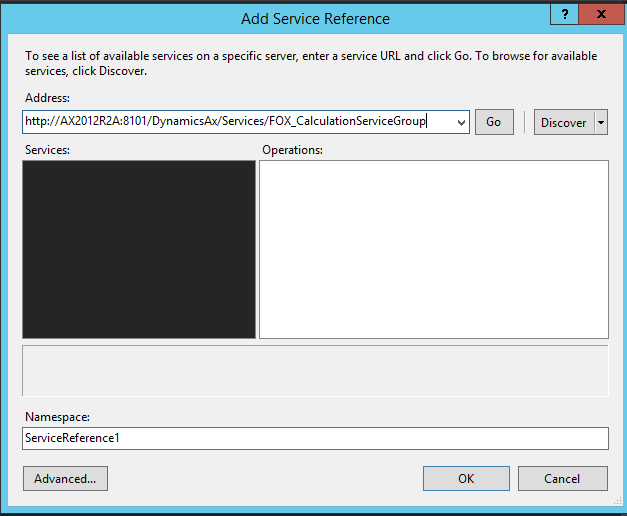 Add Service Reference
? x
To see a list of available services on a specific server, enter a service URL and click Go. To browse for available
services, click Discover.
Address:
http://AX2012R2A:8101/DynamicsAx/Services/FOX_CalculationServiceGroup
Go
Discover
Services:
Operations:
Namespace:
ServiceReference1
Advanced...
OK
Cancel